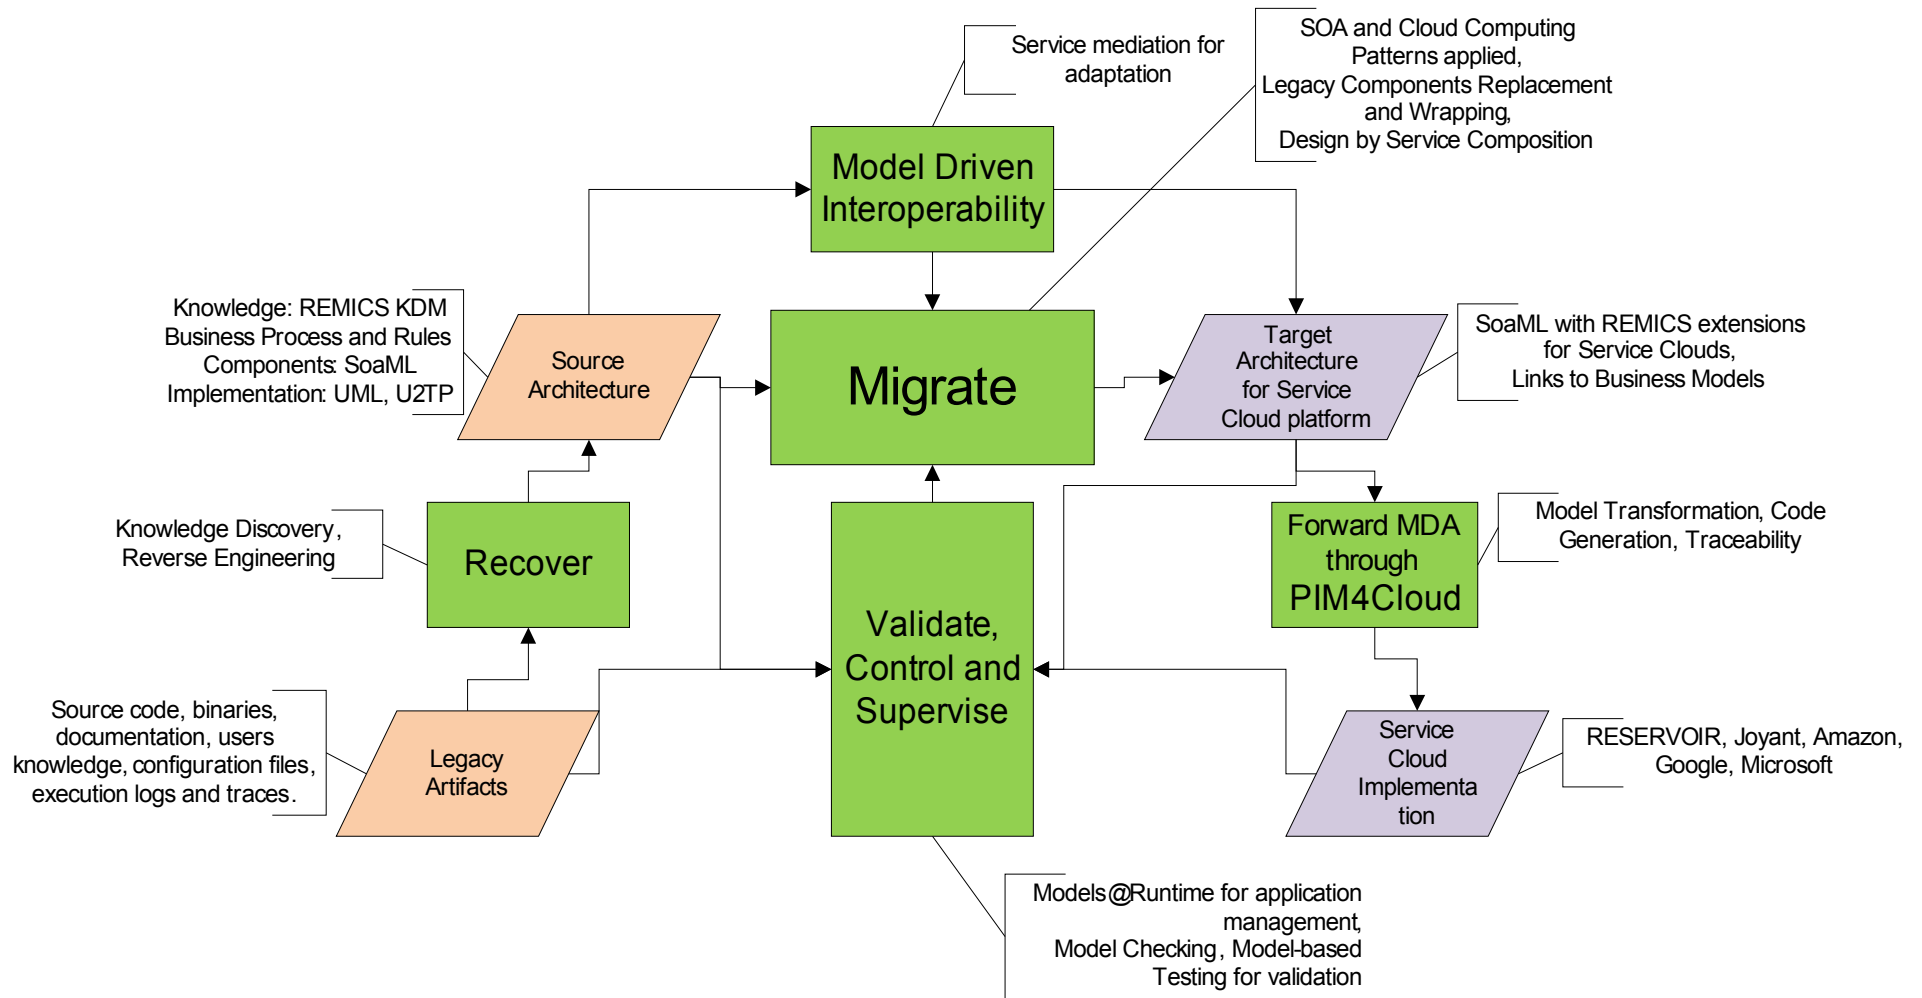 Service mediation for
adaptation
SOA and Cloud Computing
Patterns applied,
Legacy Components Replacement
and Wrapping,
Design by Service Composition
Model Driven
Interoperability
Knowledge: REMICS KDM
Business Process and Rules
Components: SoaML
Implementation: UML, U2TP
Source
Architecture
Migrate
Target
Architecture
for Service
Cloud platform
SoaML with REMICS extensions
for Service Clouds,
Links to Business Models
Knowledge Discovery,
Reverse Engineering
Recover
Validate,
Control and
Supervise
Forward MDA
through
PIM4Cloud
Model Transformation, Code
Generation, Traceability
Source code, binaries,
documentation, users
knowledge, configuration files,
execution logs and traces.
Legacy
Artifacts
Service
Cloud
Implementa
tion
RESERVOIR, Joyant, Amazon,
Google, Microsoft
Models@Runtime for application
management,
Model Checking, Model-based
Testing for validation